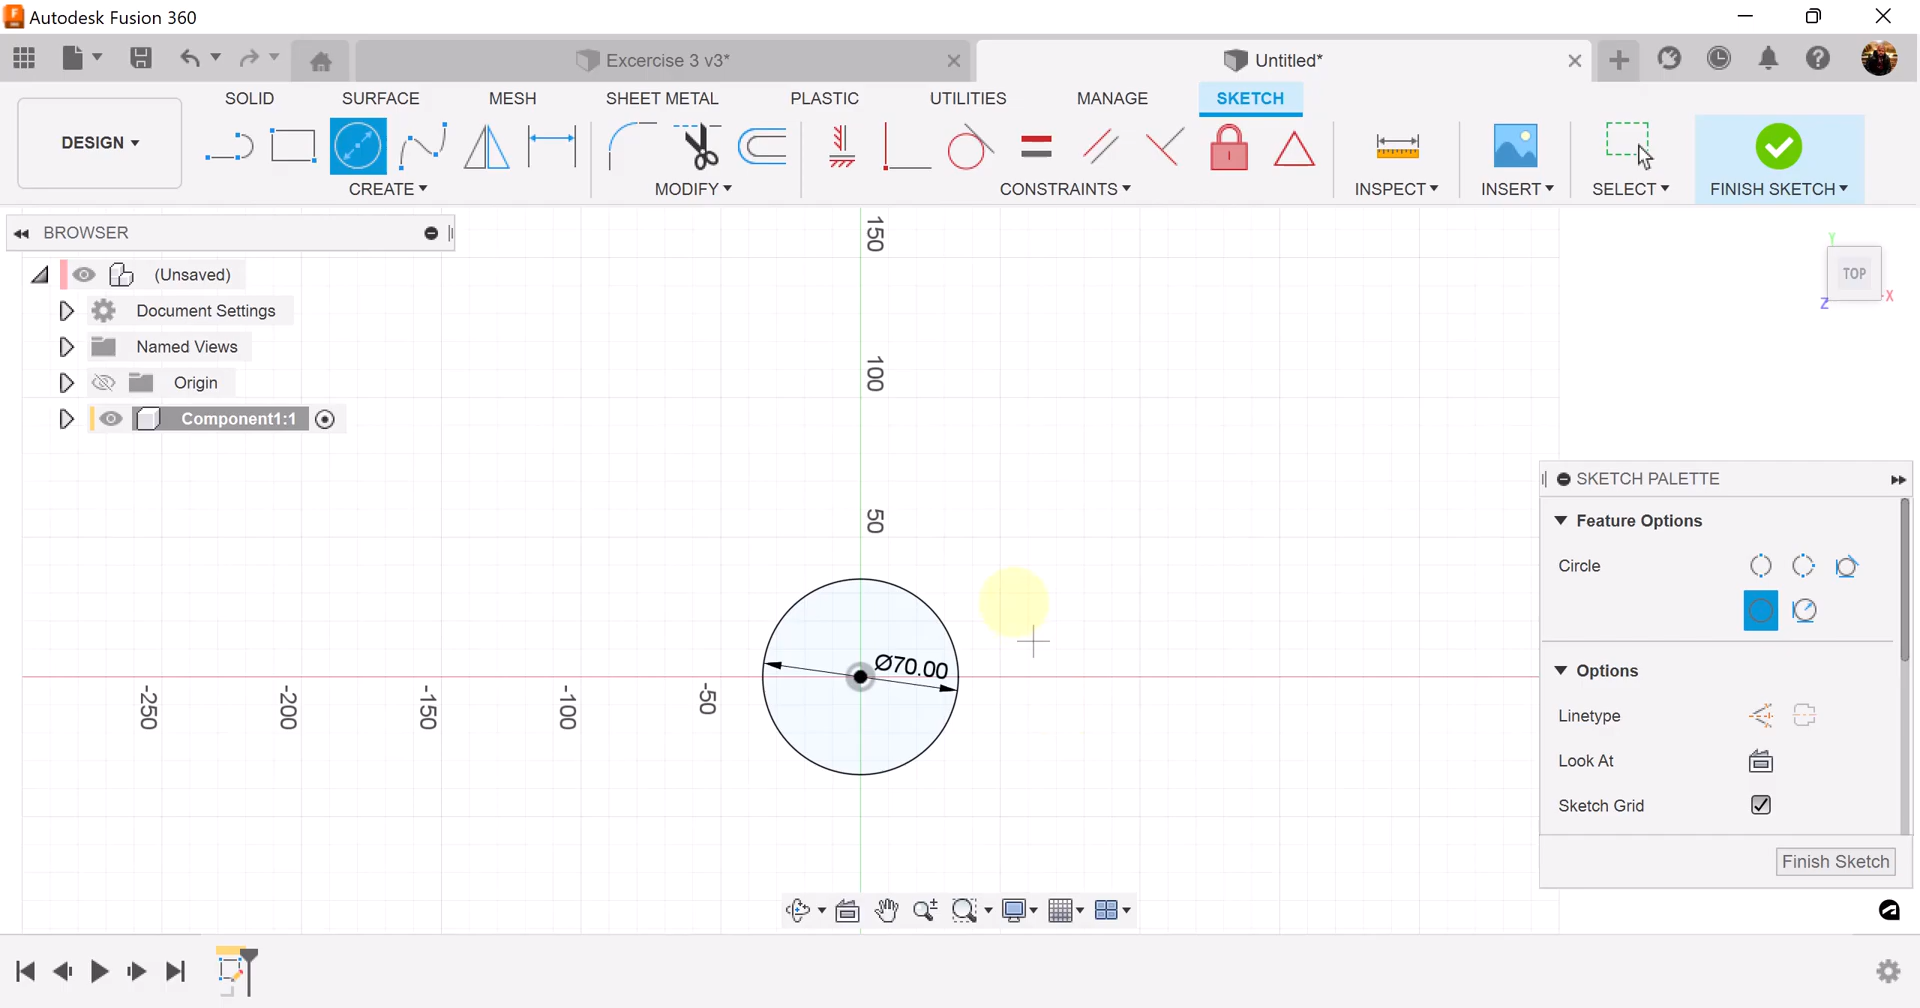 Autodesk Fusion 360
Excercise 3 v3*
Untitled*
SOLID
SURFACE
MESH
SHEET METAL
PLASTIC
UTILITIES
MANAGE
SKETCH
DESIGN
CREATE
MODIFY
CONSTRAINTS
INSPECT
INSERT
SELECT
FINISH SKETCH
BROWSER
(Unsaved)
Document Settings
Named Views
Origin
Component1:1
150
100
50
-250
-200
-150
-100
-50
Ø70.00
Y
TOP
Z
X
SKETCH PALETTE
Feature Options
Circle
Options
Linetype
Look At
Sketch Grid
Finish Sketch